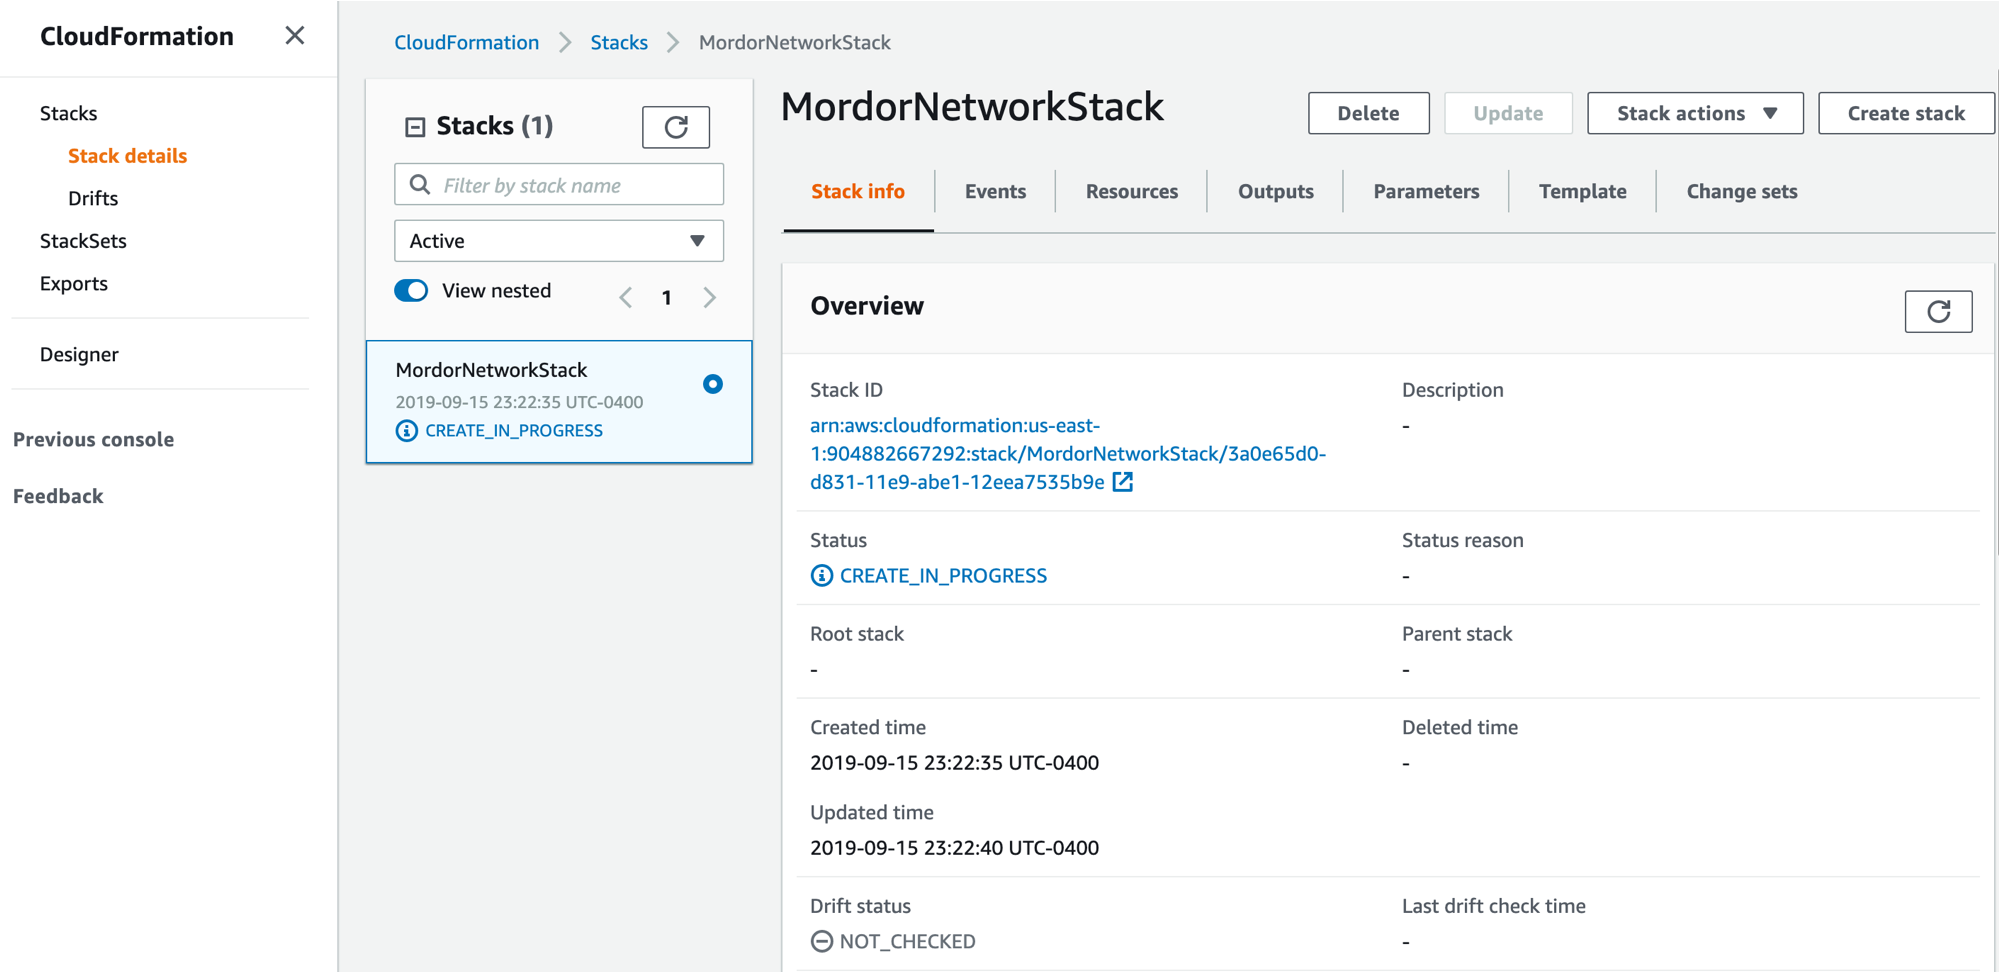 CloudFormation
Stacks
Stack details
Drifts
StackSets
Exports
Designer
Previous console
Feedback
CloudFormation
Stacks
MordorNetworkStack
Stacks (1)
Filter by stack name
Active
View nested
1
MordorNetworkStack
2019-09-15 23:22:35 UTC-0400
CREATE_IN_PROGRESS
MordorNetworkStack
Delete
Update
Stack actions
Create stack
Stack info
Events
Resources
Outputs
Parameters
Template
Change sets
Overview
Stack ID
arn:aws:cloudformation:us-east-
1:904882667292:stack/MordorNetworkStack/3a0e65d0-
d831-11e9-abe1-12eea7535b9e
Description
-
Status
CREATE_IN_PROGRESS
Status reason
-
Root stack
-
Parent stack
-
Created time
2019-09-15 23:22:35 UTC-0400
Deleted time
-
Updated time
2019-09-15 23:22:40 UTC-0400
Drift status
NOT_CHECKED
Last drift check time
-